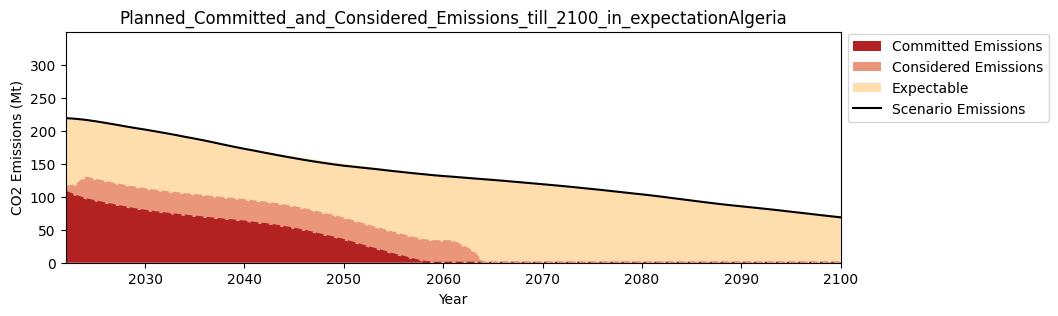 Planned_Committed_and_Considered_Emissions_till_2100_in_expectationAlgeria
CO2 Emissions (Mt)
300
250
200
150
100
50
0
2030 2040 2050 2060 2070 2080 2090 2100
Year
Committed Emissions
Considered Emissions
Expectable
Scenario Emissions